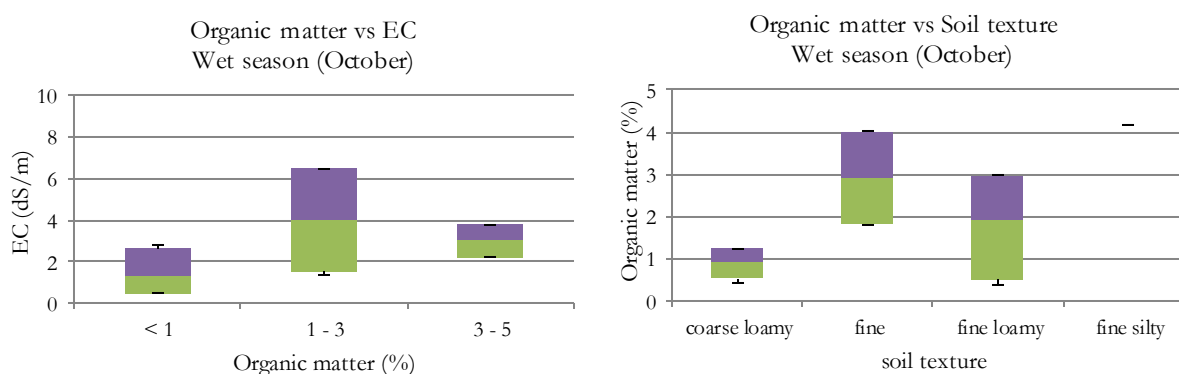 Organic matter vs EC
Wet season (October)
EC (dS/m)
10
8
6
4
2
0
< 1
1 - 3
3 - 5
Organic matter (%)
Organic matter vs Soil texture
Wet season (October)
Organic matter (%)
5
4
3
2
1
0
coarse loamy
fine
fine loamy
fine silty
soil texture